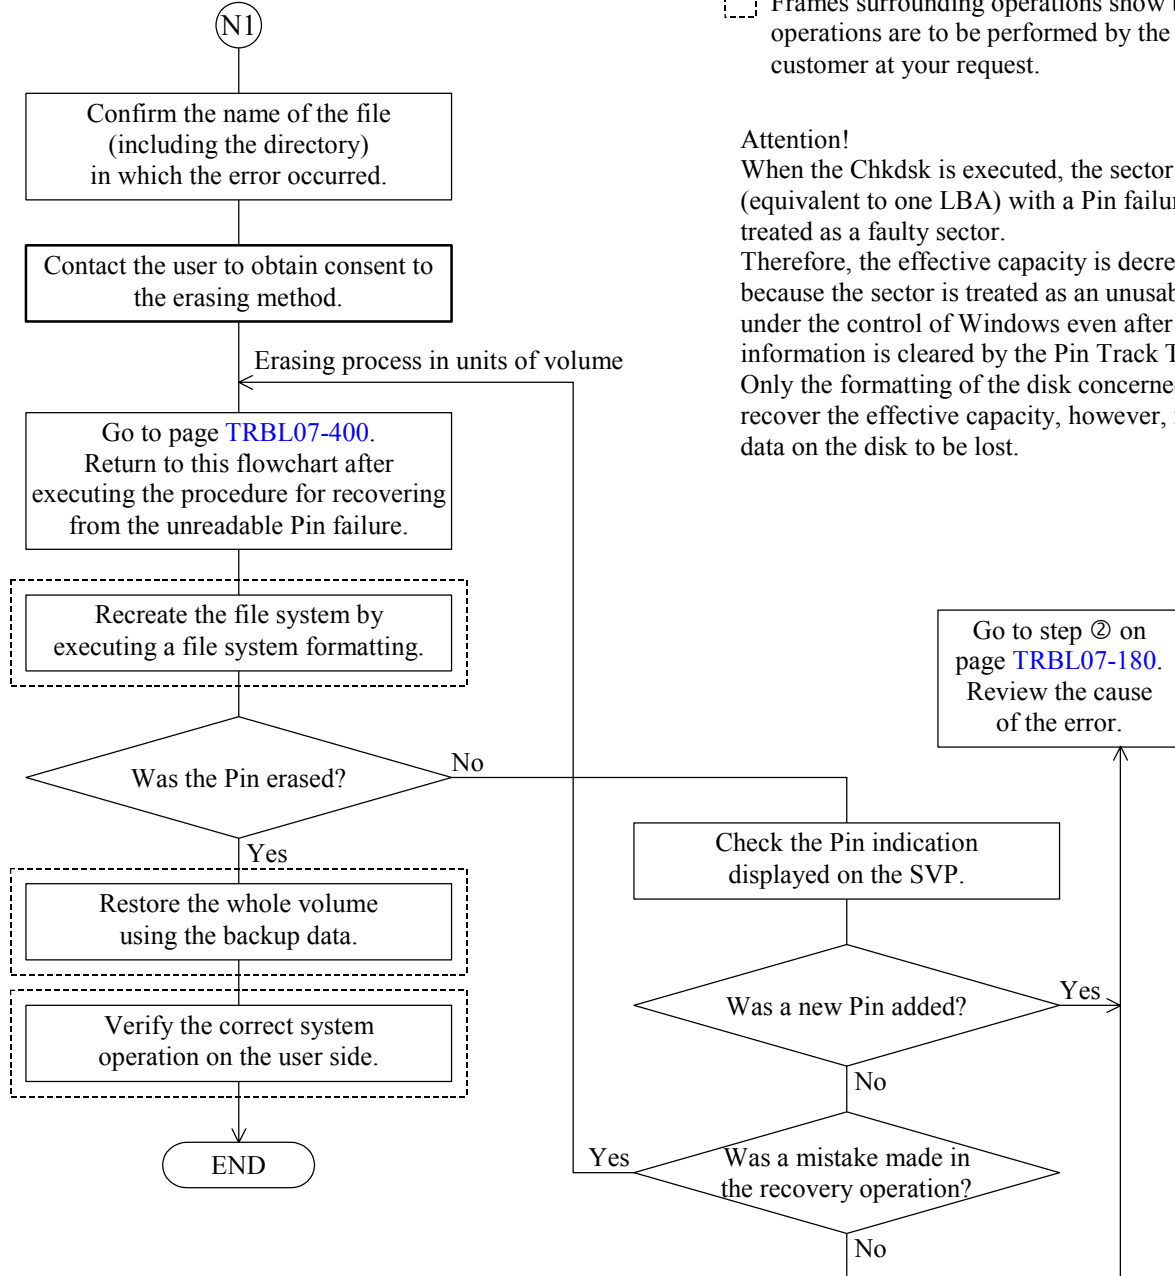 N1
Confirm the name of the file
(including the directory)
in which the error occurred.
Contact the user to obtain consent to
the erasing method.
Erasing process in units of volume
Go to page TRBL07-400.
Return to this flowchart after
executing the procedure for recovering
from the unreadable Pin failure.
Recreate the file system by
executing a file system formatting.
Was the Pin erased?
No
Yes
Restore the whole volume
using the backup data.
Verify the correct system
operation on the user side.
END
Frames surrounding operations show
operations are to be performed by the
customer at your request.
Attention!
When the Chkdsk is executed, the sector
(equivalent to one LBA) with a Pin
treated as a faulty sector.
Therefore, the effective capacity is
because the sector is treated as an
under the control of Windows even after
information is cleared by the Pin Track
Only the formatting of the disk
recover the effective capacity, however,
data on the disk to be lost.
Go to step ② on
page TRBL07-180.
Review the cause
of the error.
Check the Pin indication
displayed on the SVP.
Was a new Pin added?
Yes
No
Was a mistake made in
the recovery operation?
Yes
No